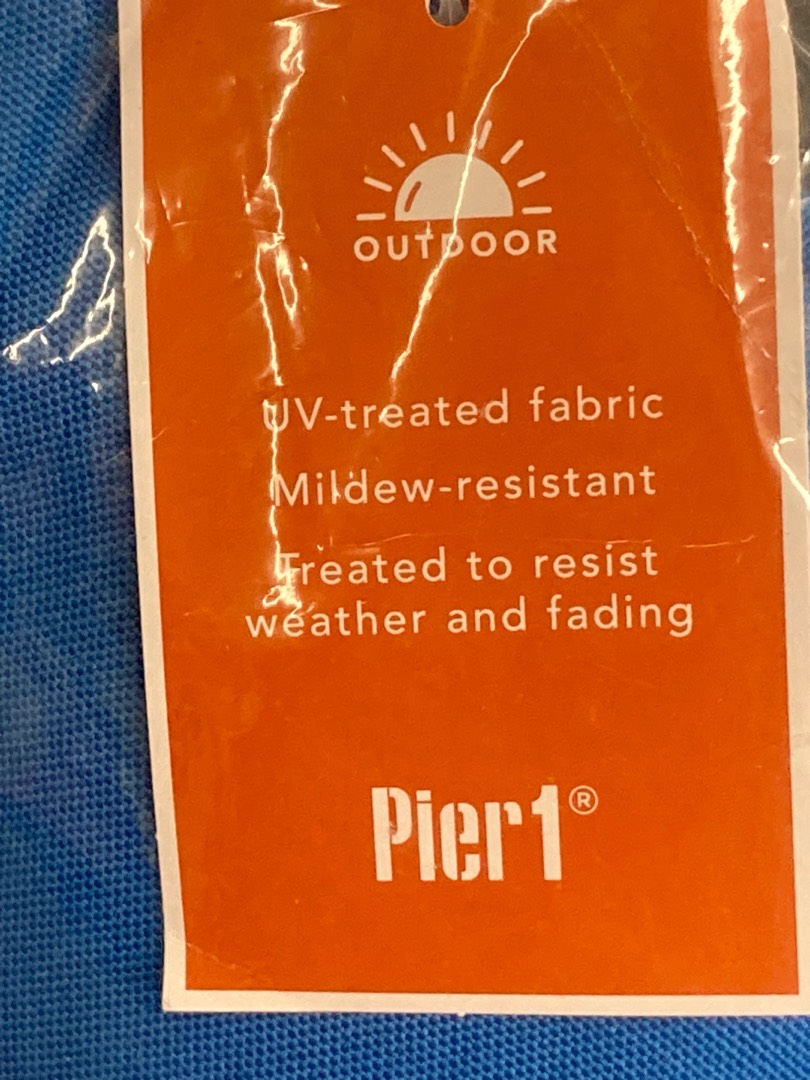 OUTDOOR
UV-treated fabric
Mildew-resistant
Treated to resist
weather and fading
Pier1®